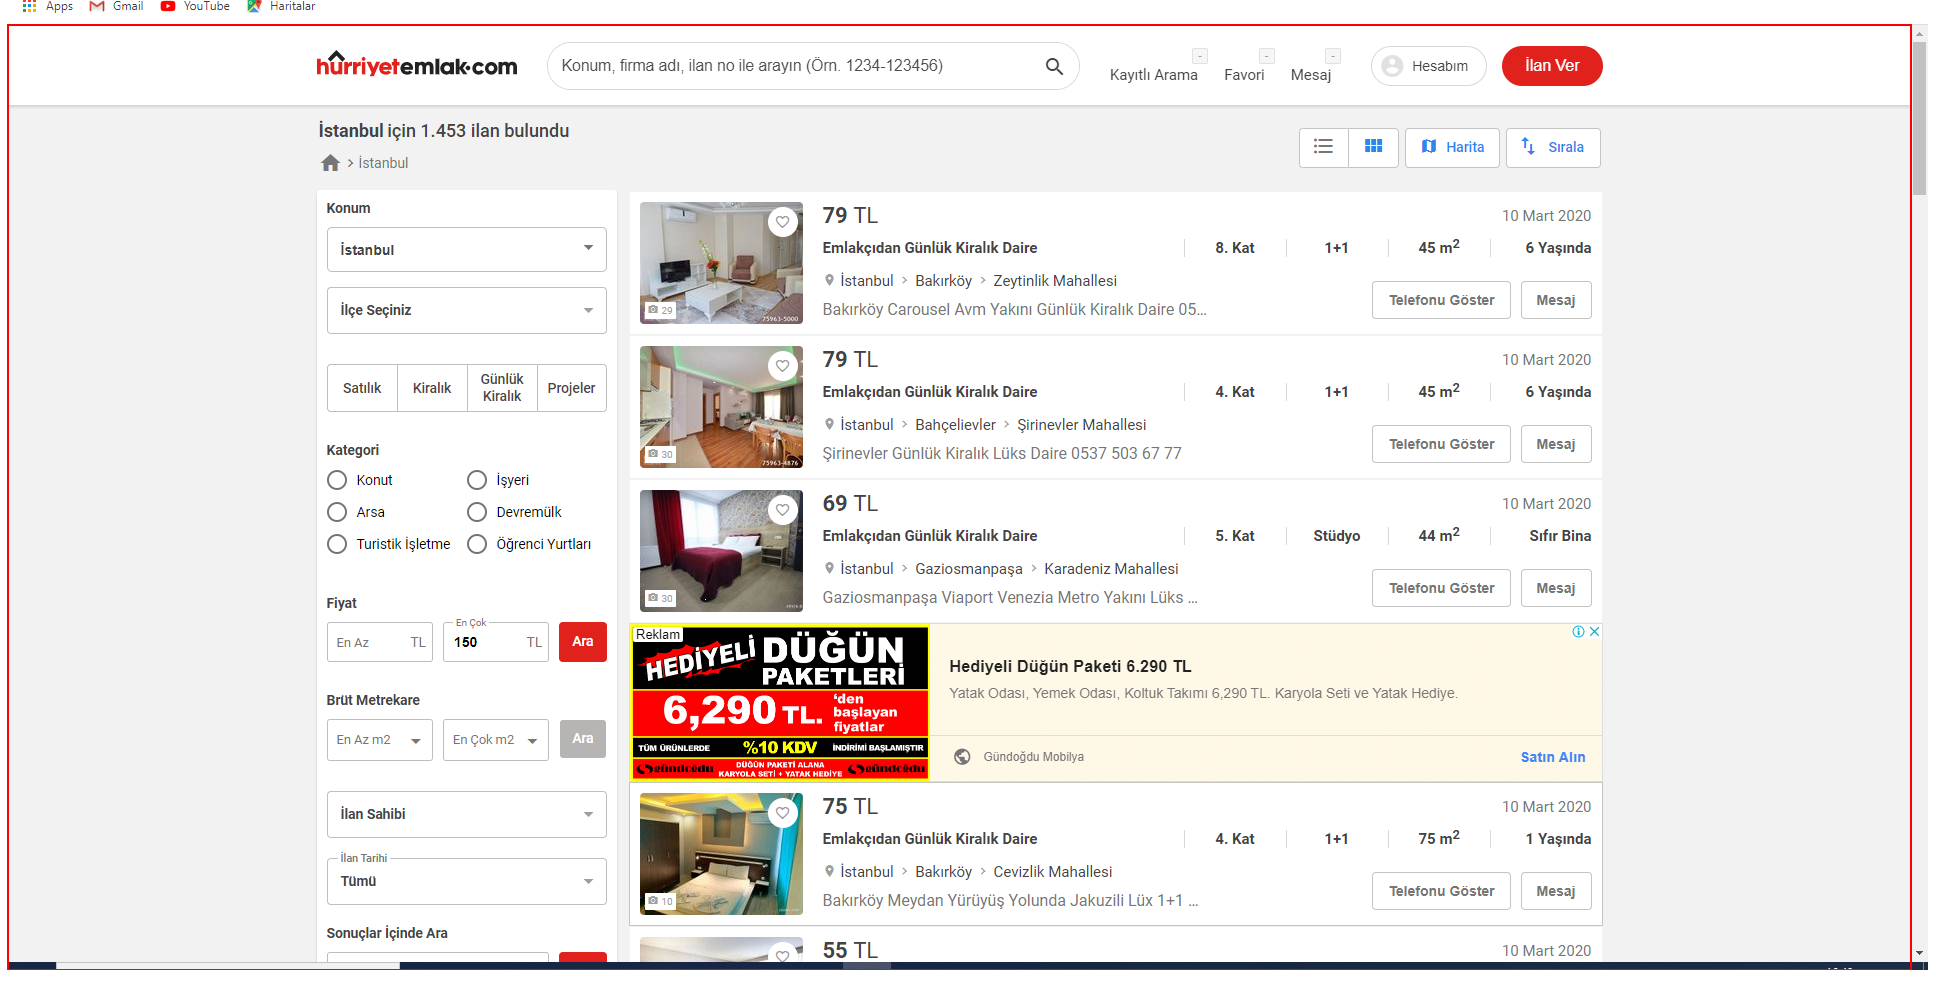 Apps Gmail YouTube Haritalar
hürriyetemlak.com
Konum, firma adı, ilan no ile arayın (Örn. 1234-123456)
Kayıtlı Arama - Favori - Mesaj -
Hesabım
İlan Ver
İstanbul için 1.453 ilan bulundu
> İstanbul
Harita
Sırala
Konum
İstanbul
İlçe Seçiniz
Satılık Kiralık Günlük Kiralık Projeler
Kategori
Konut İşyeri
Arsa Devremülk
Turistik İşletme Öğrenci Yurtları
Fiyat
En Az TL En Çok 150 TL Ara
Brüt Metrekare
En Az m2 En Çok m2 Ara
İlan Sahibi
İlan Tarihi
Tümü
Sonuçlar İçinde Ara
79 TL 10 Mart 2020
Emlakçıdan Günlük Kiralık Daire 8. Kat 1+1 45 m² 6 Yaşında
İstanbul > Bakırköy > Zeytinlik Mahallesi
Telefonu Göster Mesaj
Bakırköy Carousel Avm Yakını Günlük Kiralık Daire 05...
29 75963-5000
79 TL 10 Mart 2020
Emlakçıdan Günlük Kiralık Daire 4. Kat 1+1 45 m² 6 Yaşında
İstanbul > Bahçelievler > Şirinevler Mahallesi
Telefonu Göster Mesaj
Şirinevler Günlük Kiralık Lüks Daire 0537 503 67 77
30 75963-4876
69 TL 10 Mart 2020
Emlakçıdan Günlük Kiralık Daire 5. Kat Stüdyo 44 m² Sıfır Bina
İstanbul > Gaziosmanpaşa > Karadeniz Mahallesi
Telefonu Göster Mesaj
Gaziosmanpaşa Viaport Venezia Metro Yakını Lüks ...
30
Reklam
HEDİYELİ DÜĞÜN PAKETLERİ
6,290 TL. 'den başlayan fiyatlar
TÜM ÜRÜNLERDE %10 KDV İNDİRİMİ BAŞLAMIŞTIR
gündoğdu DÜĞÜN PAKETİ ALANA KARYOLA SETİ + YATAK HEDİYE gündoğdu
Hediyeli Düğün Paketi 6.290 TL
Yatak Odası, Yemek Odası, Koltuk Takımı 6,290 TL. Karyola Seti ve Yatak Hediye.
Gündoğdu Mobilya Satın Alın
75 TL 10 Mart 2020
Emlakçıdan Günlük Kiralık Daire 4. Kat 1+1 75 m² 1 Yaşında
İstanbul > Bakırköy > Cevizlik Mahallesi
Telefonu Göster Mesaj
Bakırköy Meydan Yürüyüş Yolunda Jakuzili Lüx 1+1 ...
10
55 TL 10 Mart 2020